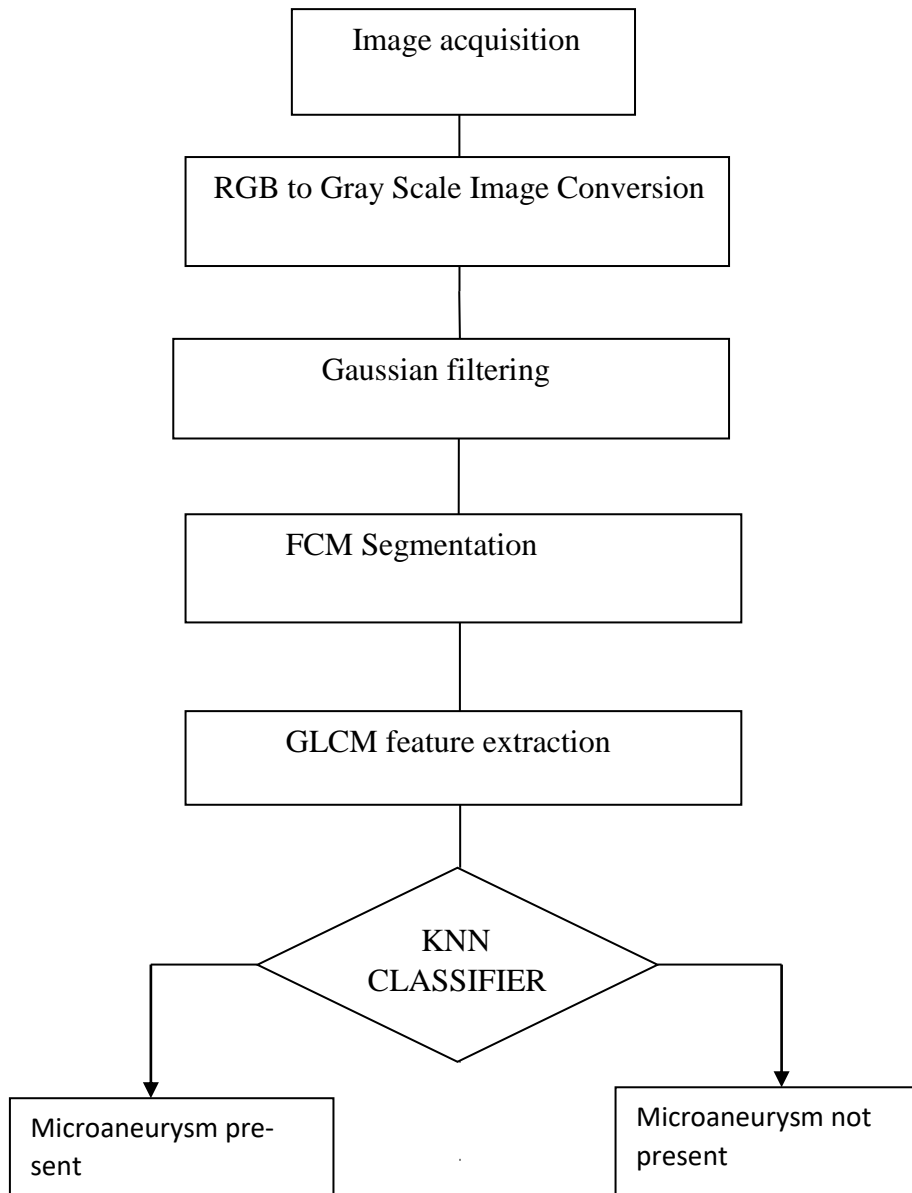 Image acquisition
RGB to Gray Scale Image Conversion
Gaussian filtering
FCM Segmentation
GLCM feature extraction
KNN
CLASSIFIER
Microaneurysm pre-
sent
Microaneurysm not
present